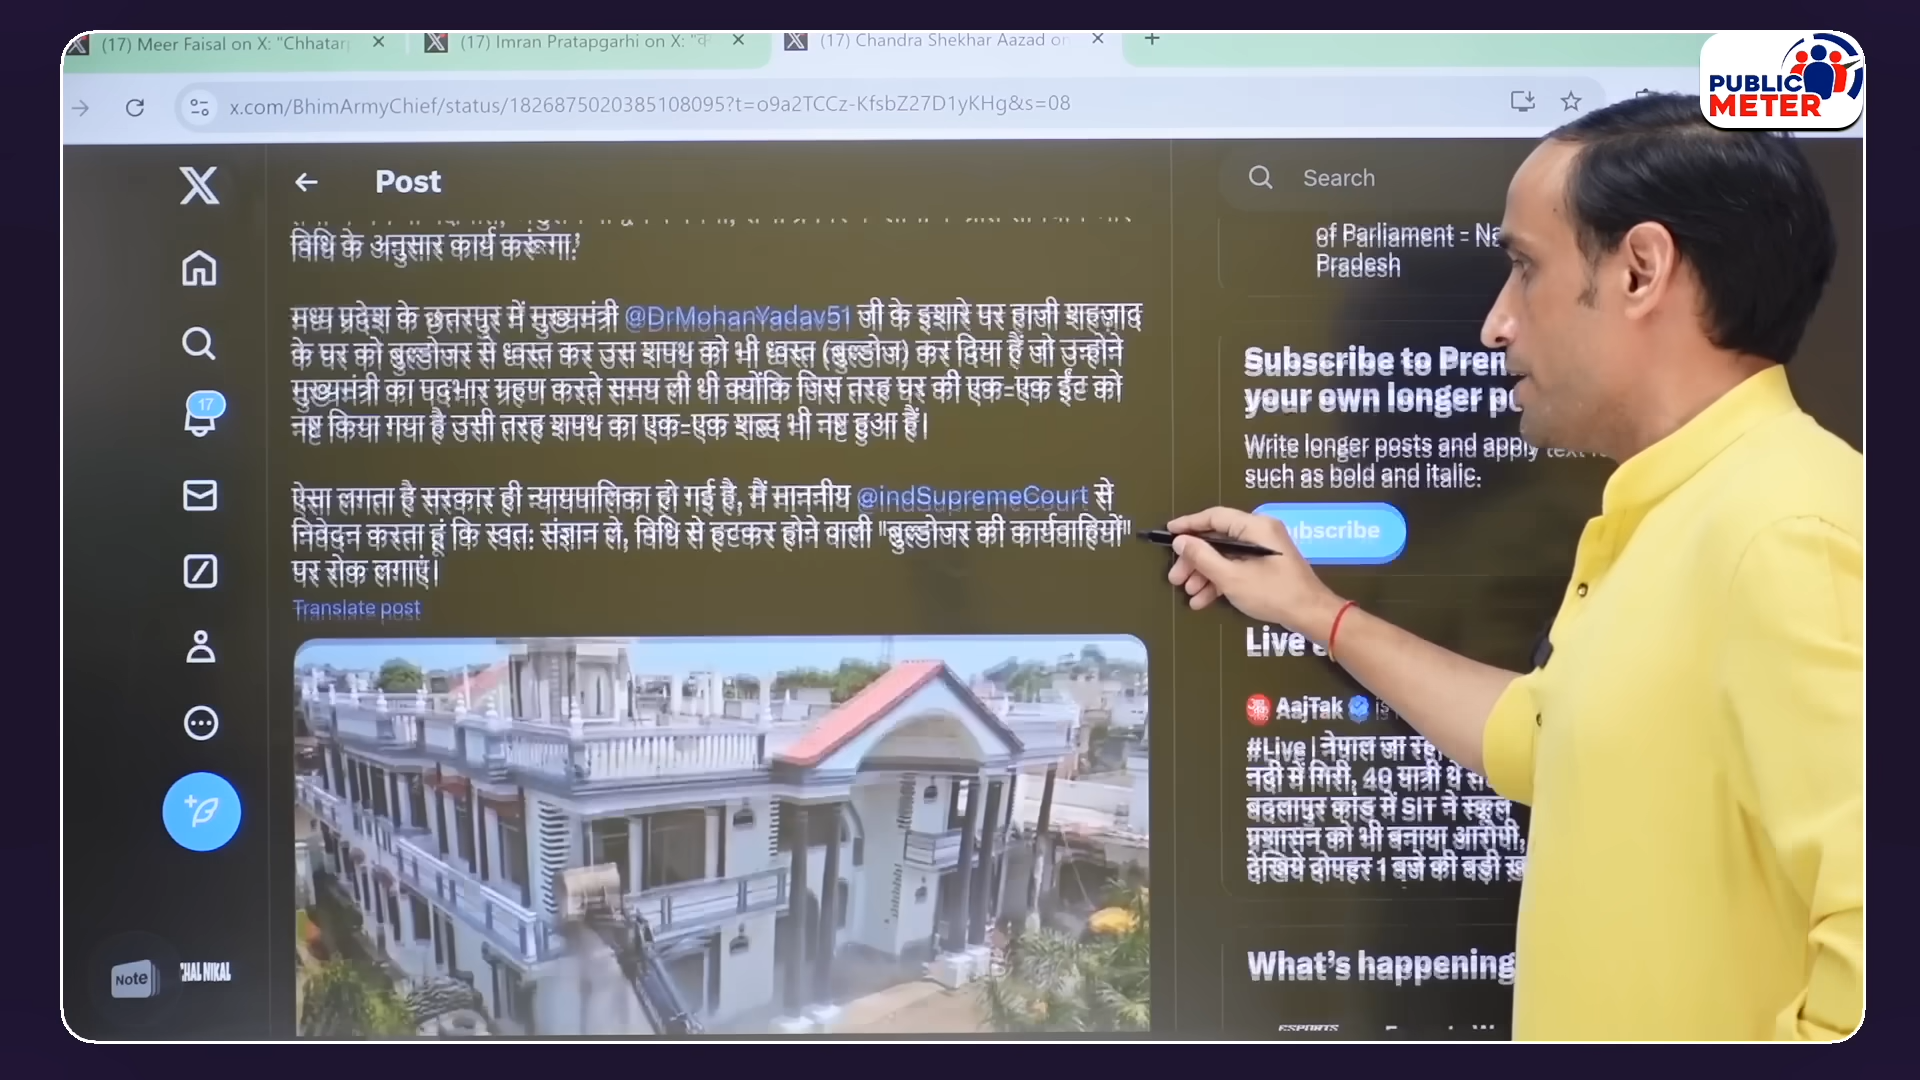 (17) Meer Faisal on X: "Chhatar
(17) Imran Pratapgarhi on X: "
(17) Chandra Shekhar Aazad on
x.com/BhimArmyChief/status/1826875020385108095?t=o9a2TCCz-KfsbZ27D1yKHg&s=08
PUBLIC
METER
Post
Search
विधि के अनुसार कार्य करूंगा.'
मध्य प्रदेश के छतरपुर में मुख्यमंत्री @DrMohanYadav51 जी के इशारे पर हाजी शहज़ाद
के घर को बुल्डोजर से ध्वस्त कर उस शपथ को भी ध्वस्त (बुल्डोज) कर दिया हैं जो उन्होने
मुख्यमंत्री का पदभार ग्रहण करते समय ली थी क्योंकि जिस तरह घर की एक-एक ईंट को
नष्ट किया गया है उसी तरह शपथ का एक-एक शब्द भी नष्ट हुआ हैं।
ऐसा लगता है सरकार ही न्यायपालिका हो गई है, मैं माननीय @indSupremeCourt से
निवेदन करता हूं कि स्वत: संज्ञान ले, विधि से हटकर होने वाली "बुल्डोजर की कार्यवाहियों"
पर रोक लगाएं।
Translate post
17
Note
of Parliament - Na
Pradesh
Subscribe to Prem
your own longer po
Write longer posts and apply text
such as bold and italic.
ubscribe
Live
AajTak is
#Live | नेपाल जा रह
नदी में गिरी, 40 यात्री थे स
बदलापुर कांड में SIT ने स्कूल
प्रशासन को भी बनाया आरोपी,
देखिये दोपहर 1 बजे की बड़ी ख़
What's happening
ESPORTS